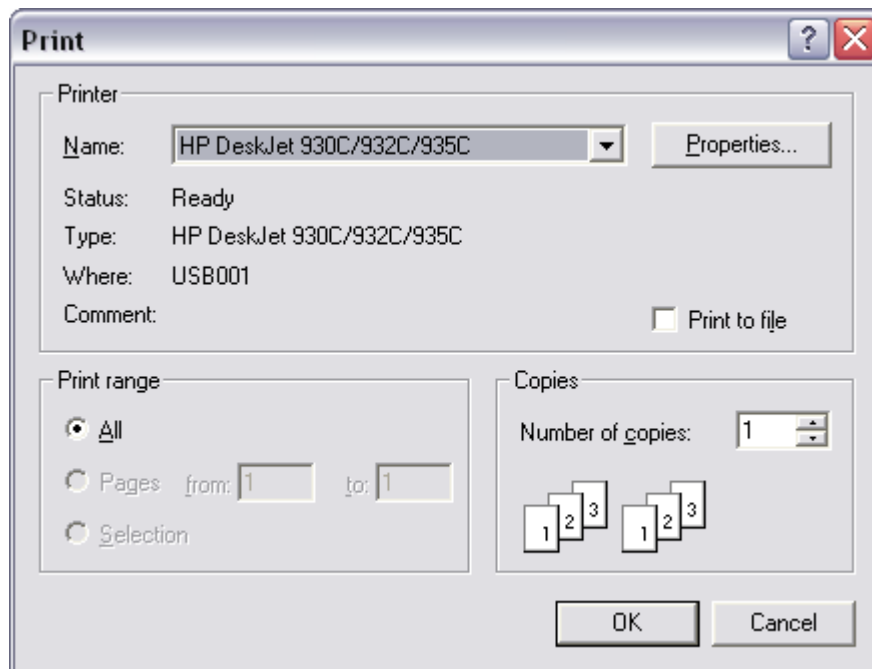 Print
Printer
Name: HP DeskJet 930C/932C/935C Properties...
Status: Ready
Type: HP DeskJet 930C/932C/935C
Where: USB001
Comment: Print to file
Print range
All
Pages from: 1 to: 1
Selection
Copies
Number of copies: 1
1 2 3 1 2 3
OK Cancel